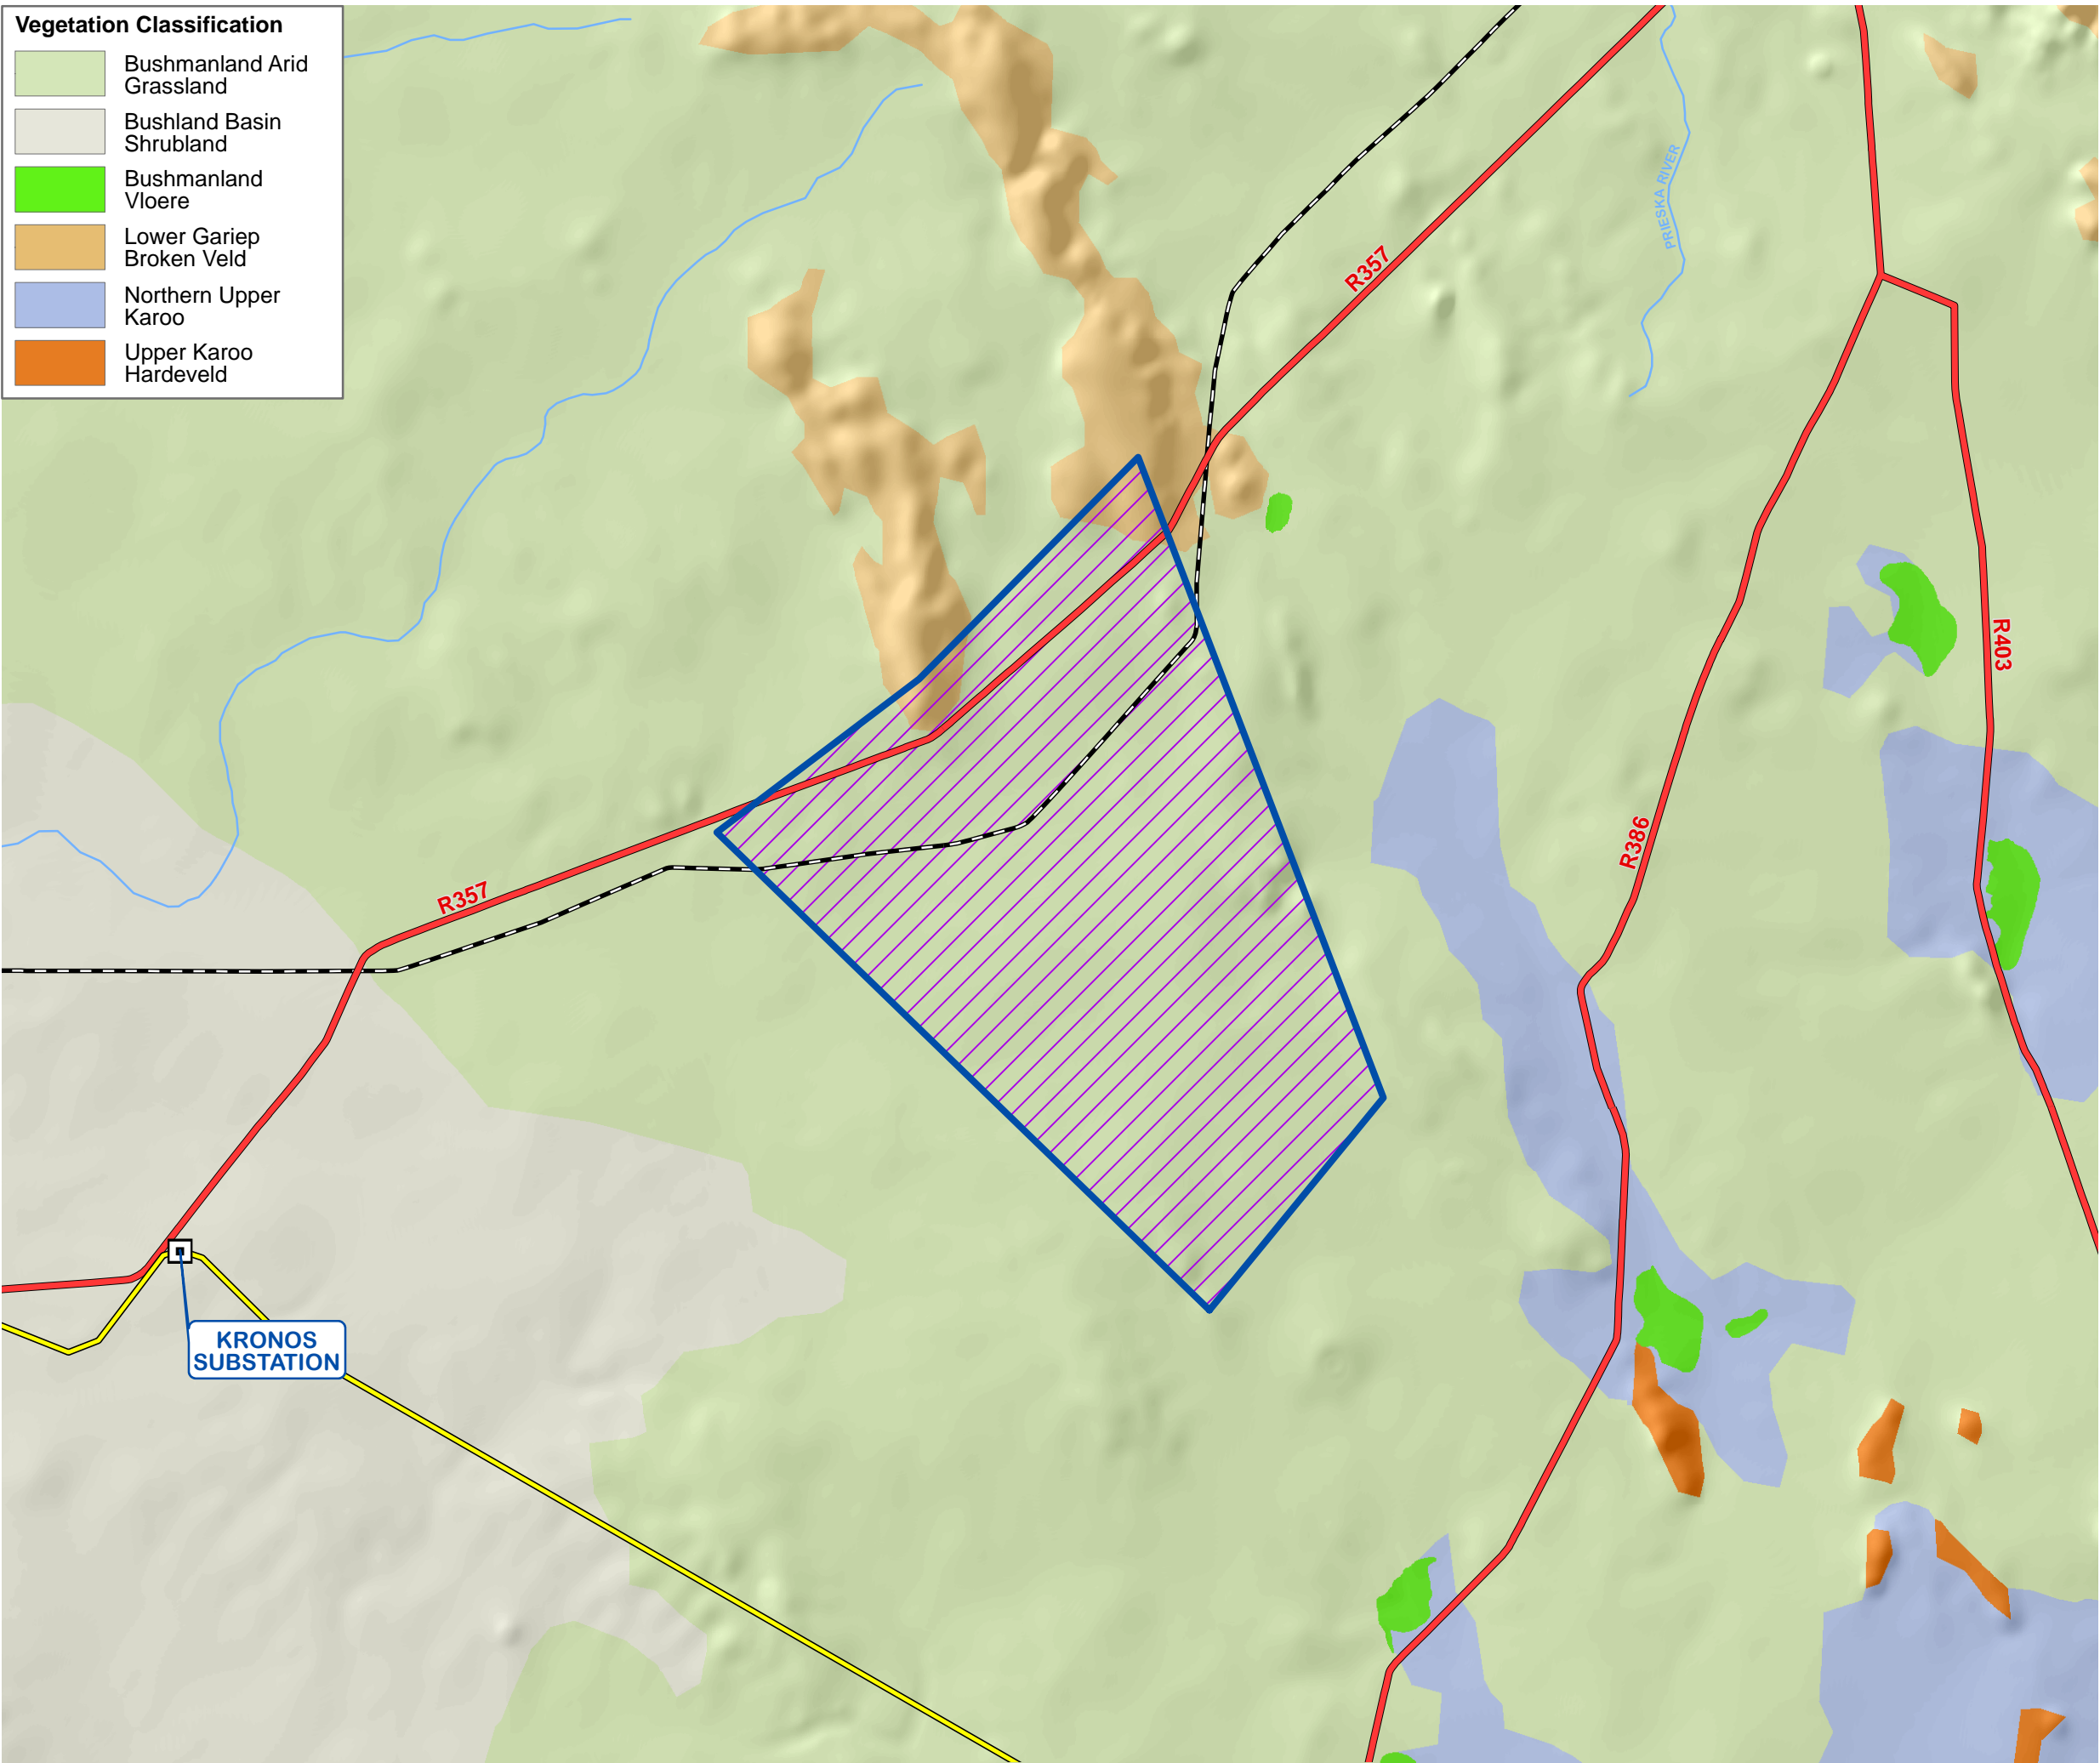 Vegetation Classification
Bushmanland Arid
Grassland
Bushland Basin
Shrubland
Bushmanland
Vloere
Lower Gariep
Broken Veld
Northern Upper
Karoo
Upper Karoo
Hardeveld
PRIESKA RIVER
R357
R403
R386
R357
KRONOS
SUBSTATION